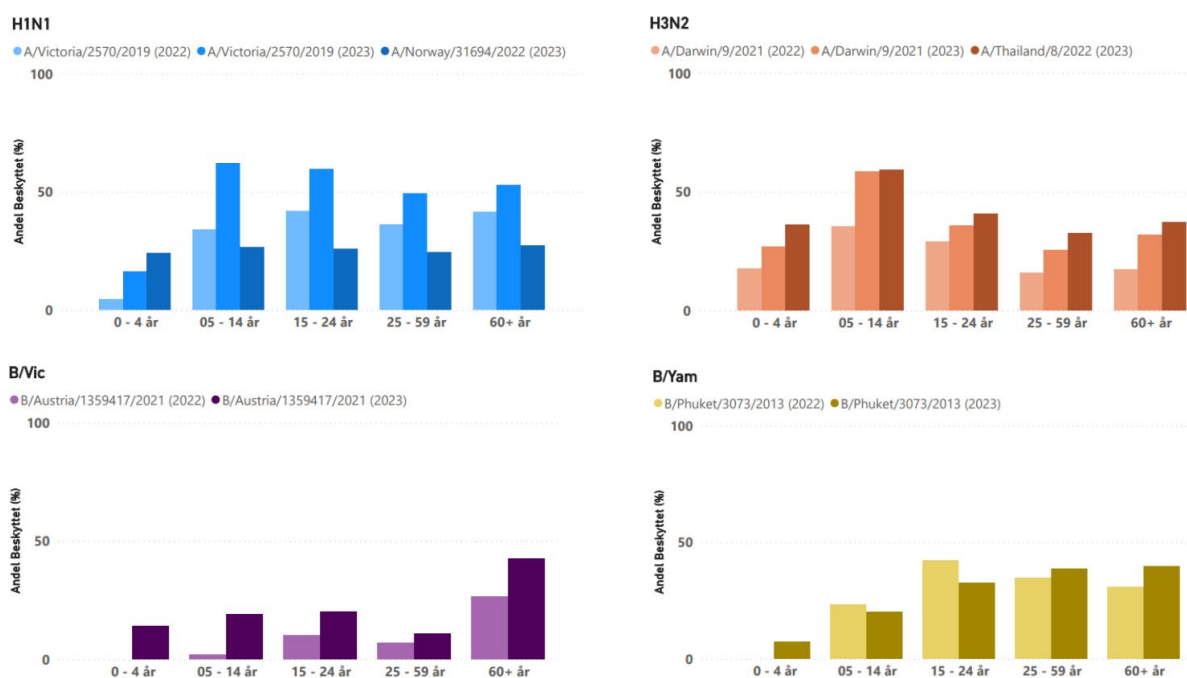 H1N1
A/Victoria/2570/2019 (2022) A/Victoria/2570/2019 (2023) A/Norway/31694/2022 (2023)
100
50
0
Andel Beskyttet (%)
0 - 4 år 05 - 14 år 15 - 24 år 25 - 59 år 60+ år
H3N2
A/Darwin/9/2021 (2022) A/Darwin/9/2021 (2023) A/Thailand/8/2022 (2023)
100
50
0
Andel Beskyttet (%)
0 - 4 år 05 - 14 år 15 - 24 år 25 - 59 år 60+ år
B/Vic
B/Austria/1359417/2021 (2022) B/Austria/1359417/2021 (2023)
100
50
0
Andel Beskyttet (%)
0 - 4 år 05 - 14 år 15 - 24 år 25 - 59 år 60+ år
B/Yam
B/Phuket/3073/2013 (2022) B/Phuket/3073/2013 (2023)
100
50
0
Andel Beskyttet (%)
0 - 4 år 05 - 14 år 15 - 24 år 25 - 59 år 60+ år